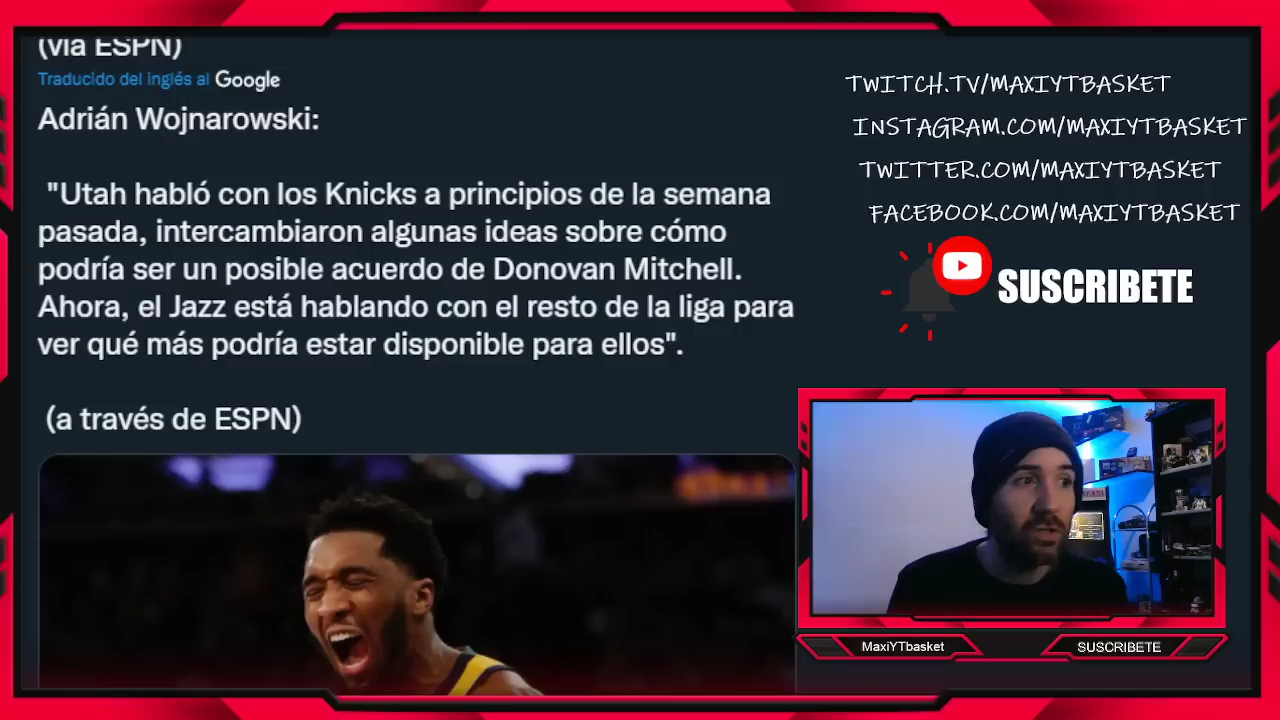 (vía ESPN)
Traducido del inglés al Google
Adrián Wojnarowski:
"Utah habló con los Knicks a principios de la semana
pasada, intercambiaron algunas ideas sobre cómo
podría ser un posible acuerdo de Donovan Mitchell.
Ahora, el Jazz está hablando con el resto de la liga para
ver qué más podría estar disponible para ellos".
(a través de ESPN)
TWITCH.TV/MAXIYTBASKET
INSTAGRAM.COM/MAXIYTBASKET
TWITTER.COM/MAXIYTBASKET
FACEBOOK.COM/MAXIYTBASKET
SUSCRIBETE
MaxiYTbasket
SUSCRIBETE